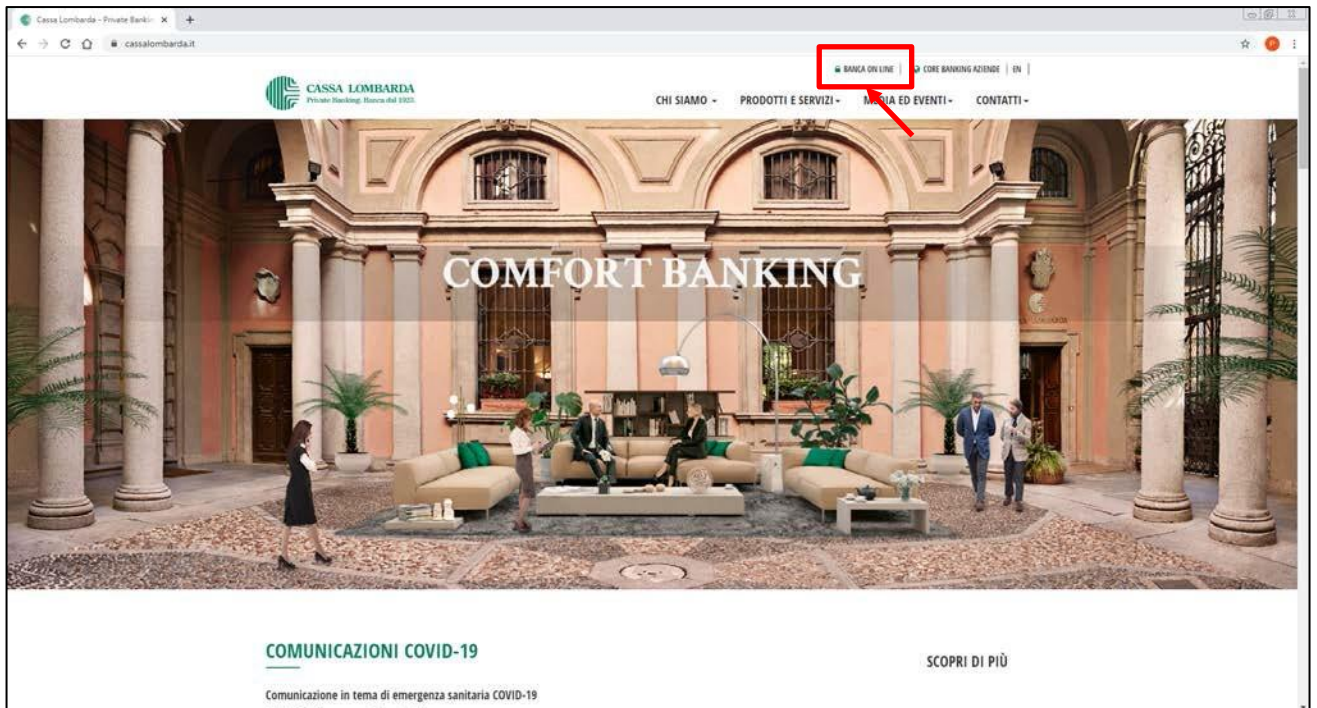 Cassa Lombarda - Private Bankin
cassalombarda.it
P
BANCA ON LINE | CORE BANKING AZIENDE | EN |
CASSA LOMBARDA
Private Banking. Banca dal 1923.
CHI SIAMO PRODOTTI E SERVIZI MEDIA ED EVENTI CONTATTI
COMFORT BANKING
COMUNICAZIONI COVID-19
SCOPRI DI PIÙ
Comunicazione in tema di emergenza sanitaria COVID-19